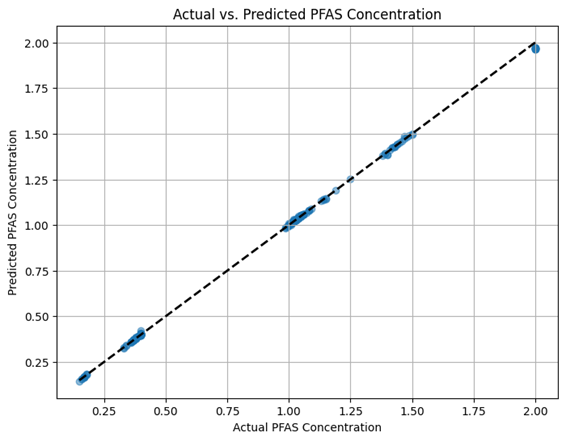 Actual vs. Predicted PFAS Concentration
2.00
1.75
1.50
1.25
1.00
0.75
0.50
0.25
Predicted PFAS Concentration
0.25 0.50 0.75 1.00 1.25 1.50 1.75 2.00
Actual PFAS Concentration